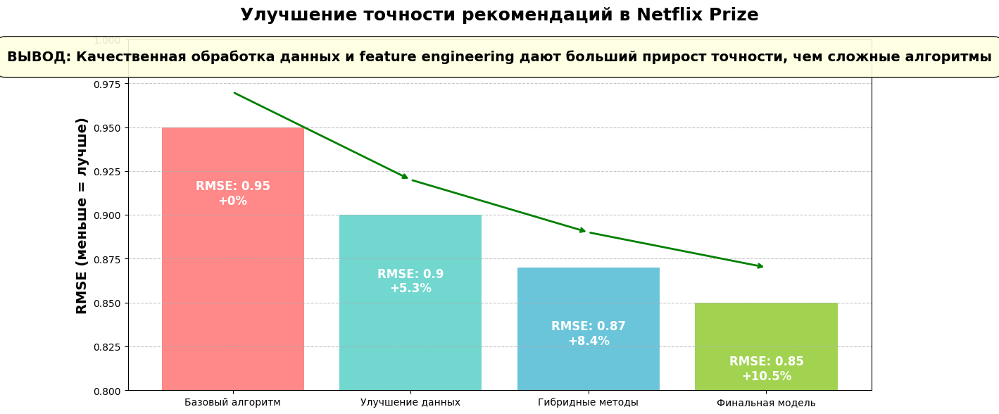 Улучшение точности рекомендаций в Netflix Prize
1.000
ВЫВОД: Качественная обработка данных и feature engineering дают больший прирост точности, чем сложные алгоритмы
0.975
0.950
0.925
0.900
0.875
0.850
0.825
0.800
RMSE (меньше = лучше)
RMSE: 0.95
+0%
RMSE: 0.9
+5.3%
RMSE: 0.87
+8.4%
RMSE: 0.85
+10.5%
Базовый алгоритм
Улучшение данных
Гибридные методы
Финальная модель